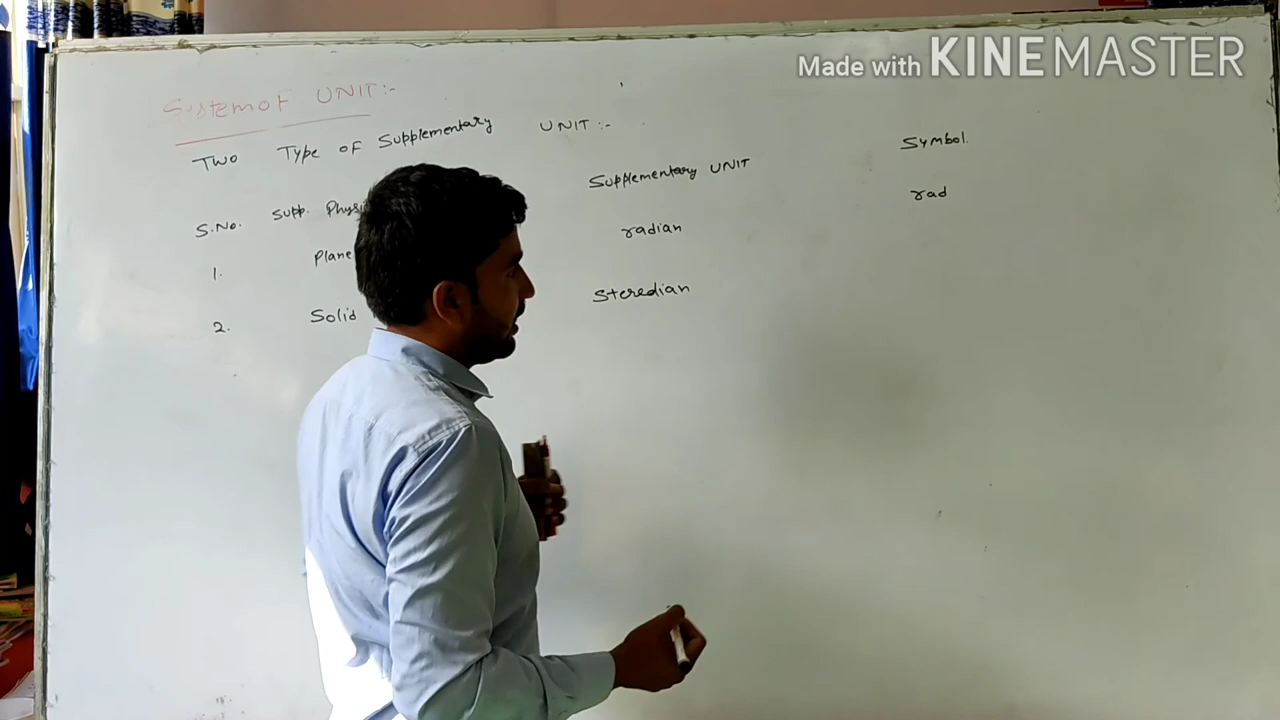 Made with KINEMASTER
System OF UNIT:-
Two Type OF Supplementary UNIT:-
S.No. Supp. Supplementary UNIT Symbol.
1. Plane radian rad
2. Solid Steredian